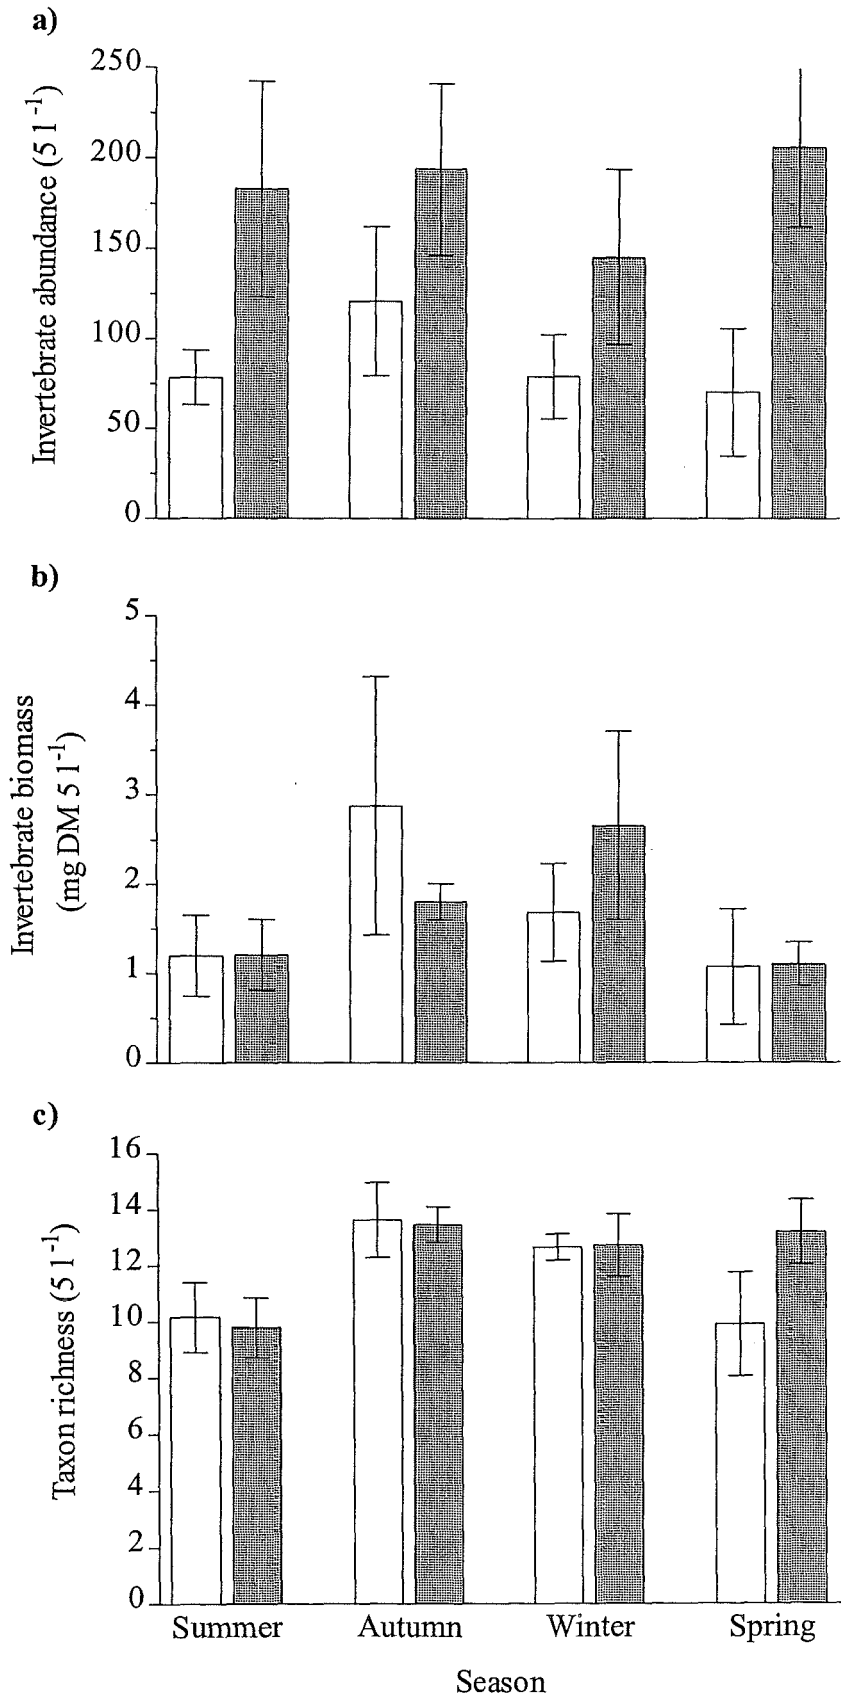 a)
Invertebrate abundance (5 l⁻¹)
250
200
150
100
50
0
b)
Invertebrate biomass
(mg DM 5 l⁻¹)
5
4
3
2
1
0
c)
Taxon richness (5 l⁻¹)
16
14
12
10
8
6
4
2
0
Summer Autumn Winter Spring
Season